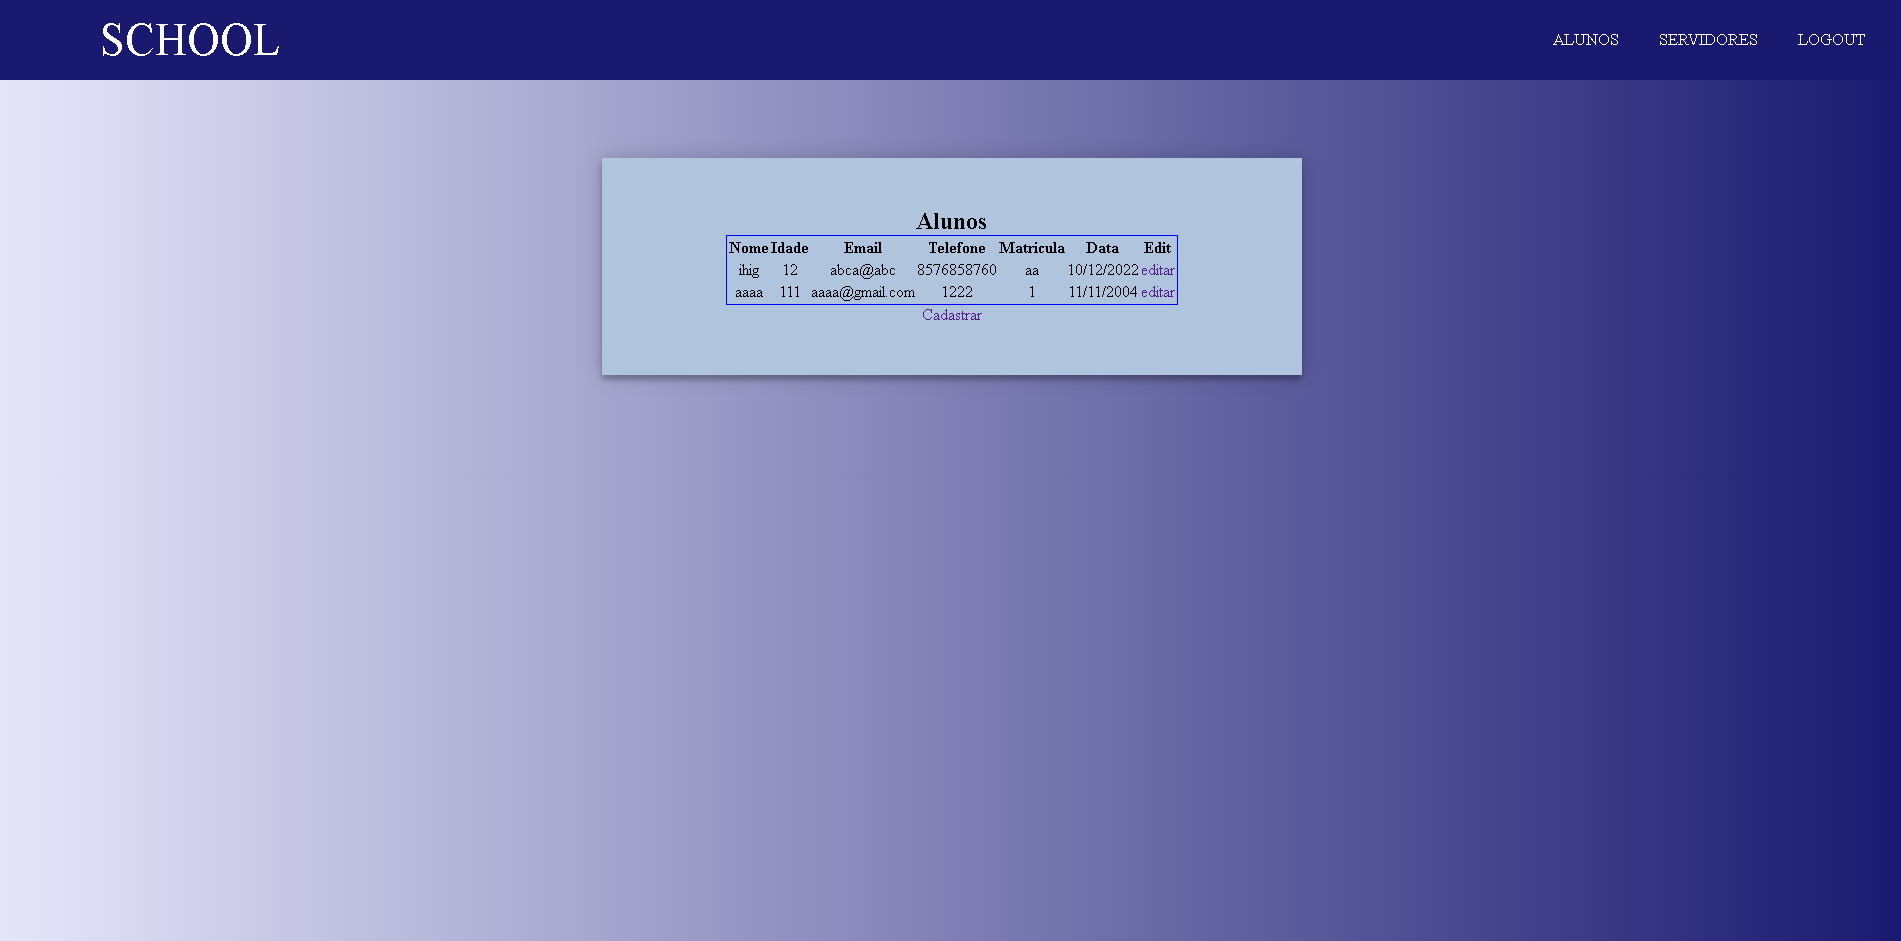 SCHOOL
ALUNOS SERVIDORES LOGOUT
Alunos
Nome Idade Email Telefone Matricula Data Edit
ihig 12 abca@abc 8576858760 aa 10/12/2022 editar
aaaa 111 aaaa@gmail.com 1222 1 11/11/2004 editar
Cadastrar